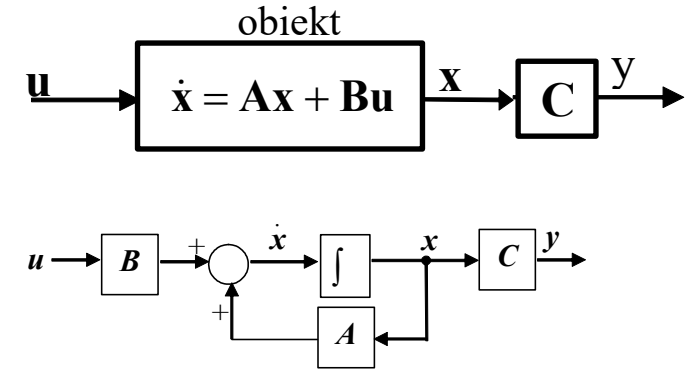 obiekt
u ẋ = Ax + Bu x C y
u B + ẋ ∫ x C y
+ A